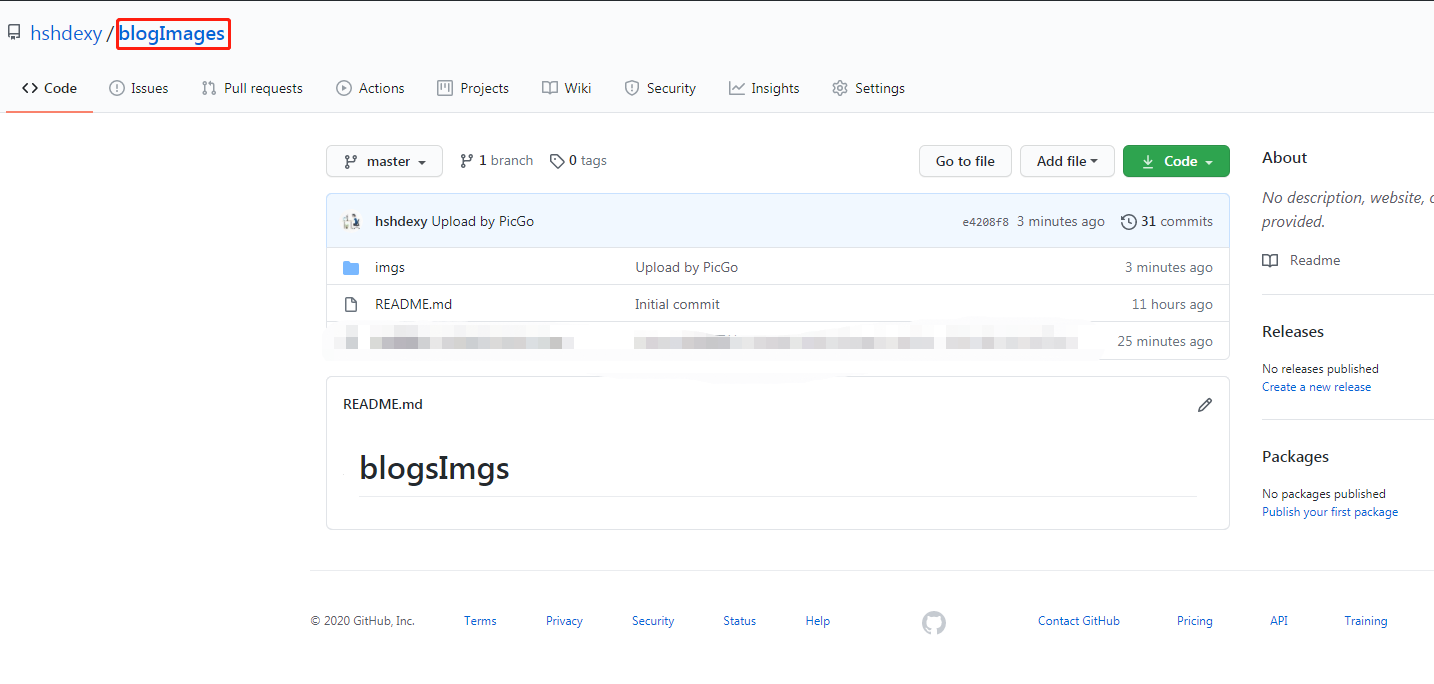 hshdexy / blogImages
Code Issues Pull requests Actions Projects Wiki Security Insights Settings
master 1 branch 0 tags Go to file Add file Code
hshdexy Upload by PicGo e4208f8 3 minutes ago 31 commits
imgs Upload by PicGo 3 minutes ago
README.md Initial commit 11 hours ago
25 minutes ago
README.md
blogsImgs
About
No description, website, 
provided.
Readme
Releases
No releases published
Create a new release
Packages
No packages published
Publish your first package
© 2020 GitHub, Inc. Terms Privacy Security Status Help Contact GitHub Pricing API Training